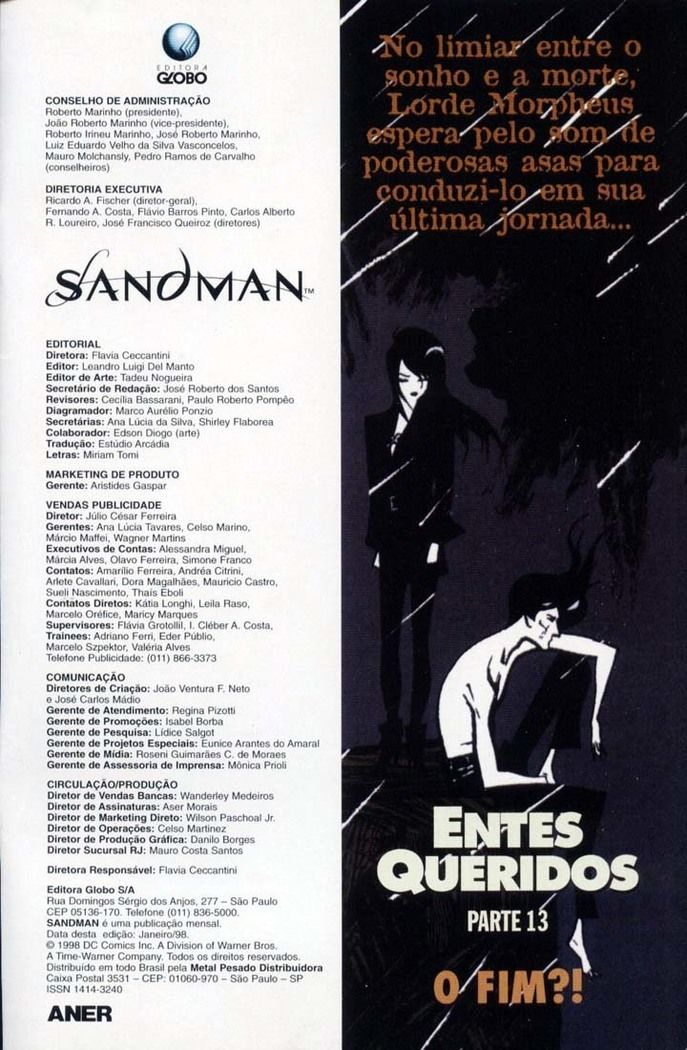 EDITORA
GLOBO
CONSELHO DE ADMINISTRAÇÃO
Roberto Marinho (presidente),
João Roberto Marinho (vice-presidente),
Roberto Irineu Marinho, José Roberto Marinho,
Luiz Eduardo Velho da Silva Vasconcelos,
Mauro Molchansly, Pedro Ramos de Carvalho
(conselheiros)
DIRETORIA EXECUTIVA
Ricardo A. Fischer (diretor-geral),
Fernando A. Costa, Flávio Barros Pinto, Carlos Alberto
R. Loureiro, José Francisco Queiroz (diretores)
SANDMAN™
EDITORIAL
Diretora: Flavia Ceccantini
Editor: Leandro Luigi Del Manto
Editor de Arte: Tadeu Nogueira
Secretário de Redação: José Roberto dos Santos
Revisores: Cecília Bassarani, Paulo Roberto Pompêo
Diagramador: Marco Aurélio Ponzio
Secretárias: Ana Lúcia da Silva, Shirley Flaborea
Colaborador: Edson Diogo (arte)
Tradução: Estúdio Arcádia
Letras: Miriam Tomi
MARKETING DE PRODUTO
Gerente: Aristides Gaspar
VENDAS PUBLICIDADE
Diretor: Júlio César Ferreira
Gerentes: Ana Lúcia Tavares, Celso Marino,
Márcio Maffei, Wagner Martins
Executivos de Contas: Alessandra Miguel,
Márcia Alves, Olavo Ferreira, Simone Franco
Contatos: Amarílio Ferreira, Andréa Citrini,
Arlete Cavallari, Dora Magalhães, Mauricio Castro,
Sueli Nascimento, Thaís Eboli
Contatos Diretos: Kátia Longhi, Leila Raso,
Marcelo Oréfice, Maricy Marques
Supervisores: Flávia Grotollil, I. Cléber A. Costa,
Trainees: Adriano Ferri, Eder Públio,
Marcelo Szpektor, Valéria Alves
Telefone Publicidade: (011) 866-3373
COMUNICAÇÃO
Diretores de Criação: João Ventura F. Neto
e José Carlos Mádio
Gerente de Atendimento: Regina Pizotti
Gerente de Promoções: Isabel Borba
Gerente de Pesquisa: Lídice Salgot
Gerente de Projetos Especiais: Eunice Arantes do Amaral
Gerente de Mídia: Roseni Guimarães C. de Moraes
Gerente de Assessoria de Imprensa: Mônica Prioli
CIRCULAÇÃO/PRODUÇÃO
Diretor de Vendas Bancas: Wanderley Medeiros
Diretor de Assinaturas: Aser Morais
Diretor de Marketing Direto: Wilson Paschoal Jr.
Diretor de Operações: Celso Martinez
Diretor de Produção Gráfica: Danilo Borges
Diretor Sucursal RJ: Mauro Costa Santos
Diretora Responsável: Flavia Ceccantini
Editora Globo S/A
Rua Domingos Sérgio dos Anjos, 277 – São Paulo
CEP 05136-170. Telefone (011) 836-5000.
SANDMAN é uma publicação mensal.
Data desta edição: Janeiro/98.
© 1998 DC Comics Inc. A Division of Warner Bros.
A Time-Warner Company. Todos os direitos reservados.
Distribuído em todo Brasil pela Metal Pesado Distribuidora
Caixa Postal 3531 – CEP: 01060-970 – São Paulo – SP
ISSN 1414-3240
ANER
No limiar entre o
sonho e a morte,
Lorde Morpheus
espera pelo som de
poderosas asas para
conduzi-lo em sua
última jornada...
ENTES
QUERIDOS
PARTE 13
O FIM?!